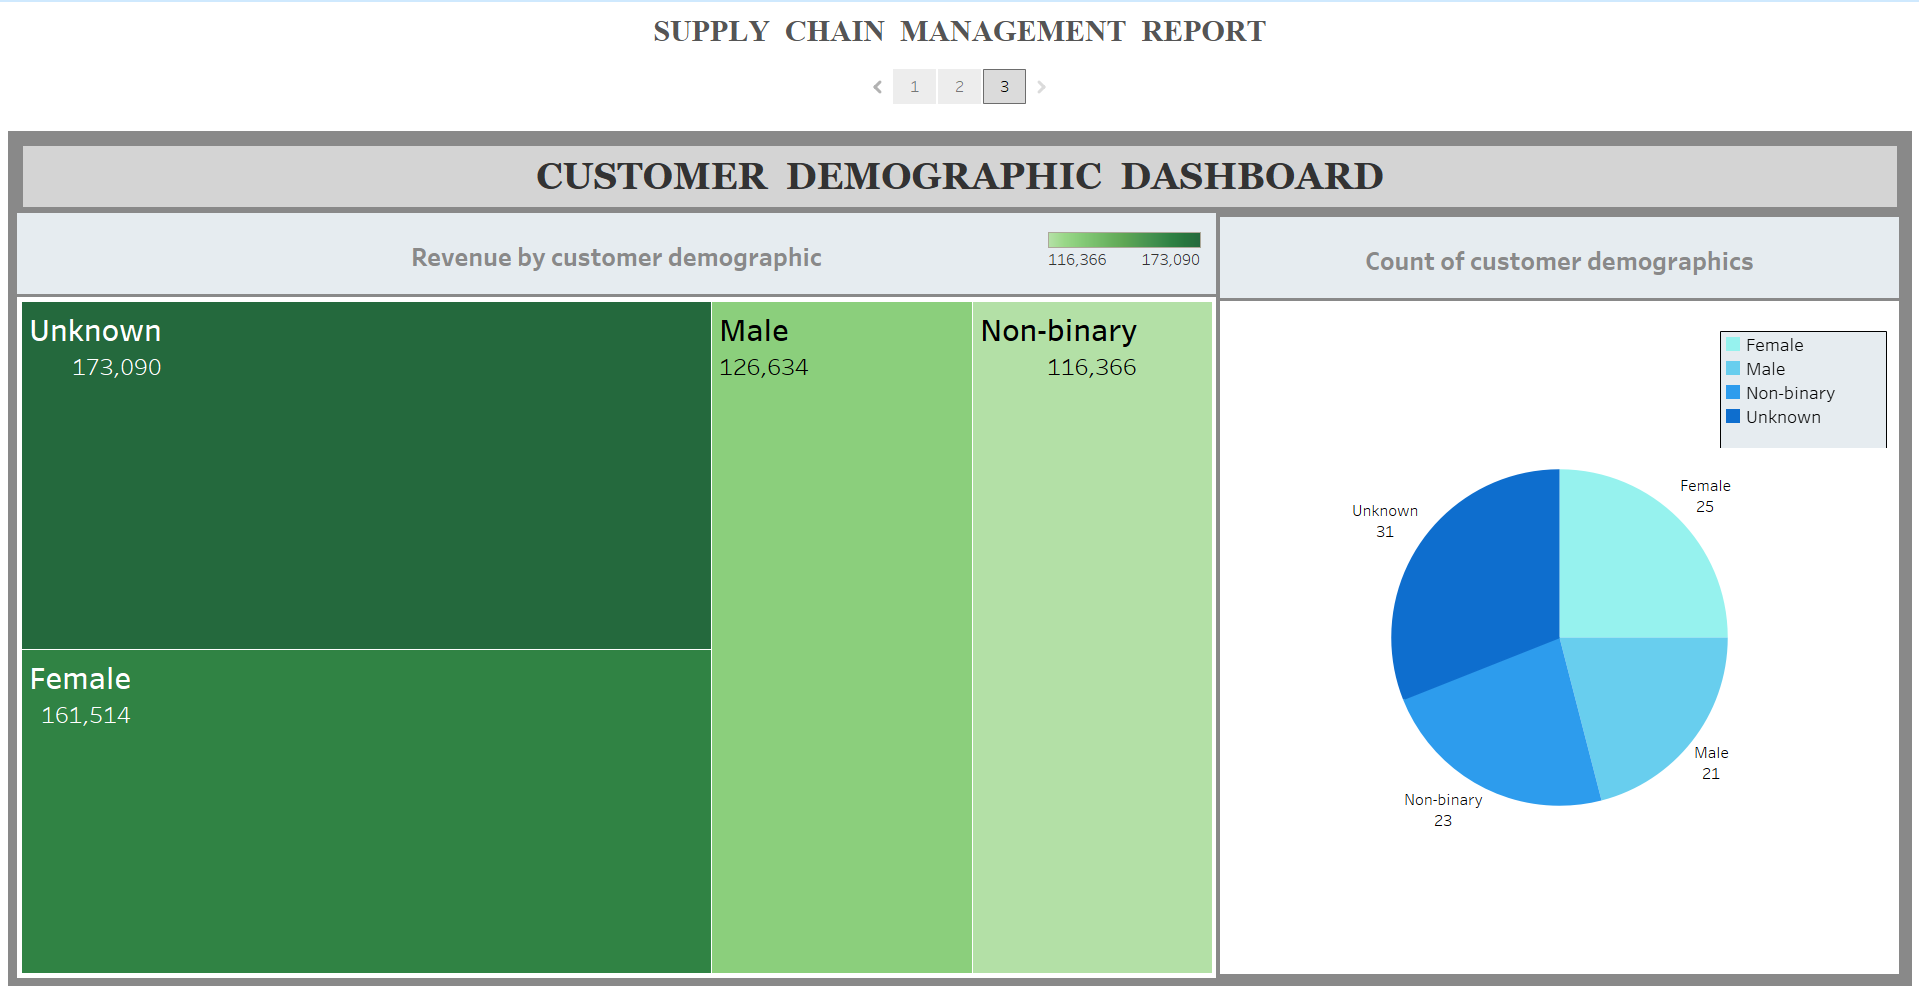 SUPPLY CHAIN MANAGEMENT REPORT
1 2 3
CUSTOMER DEMOGRAPHIC DASHBOARD
Revenue by customer demographic
116,366 173,090
Unknown
173,090
Female
161,514
Male
126,634
Non-binary
116,366
Count of customer demographics
Female
Male
Non-binary
Unknown
Female
25
Unknown
31
Male
21
Non-binary
23